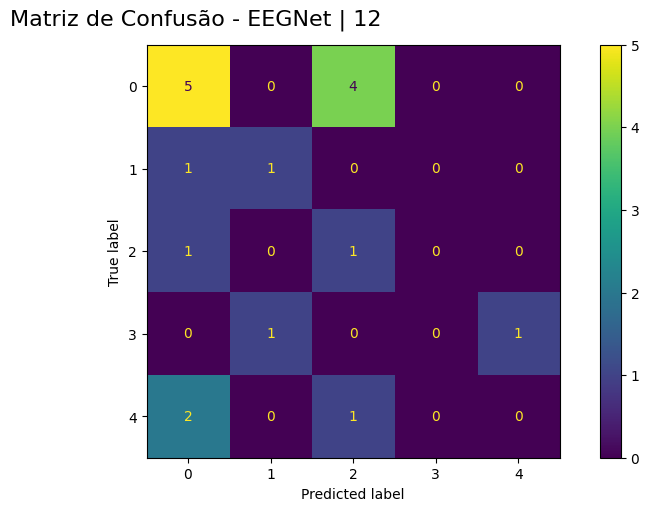 Matriz de Confusão - EEGNet | 12
0 5 0 4 0 0
1 1 1 0 0 0
2 1 0 1 0 0
3 0 1 0 0 1
4 2 0 1 0 0
0 1 2 3 4
Predicted label
True label
5
4
3
2
1
0